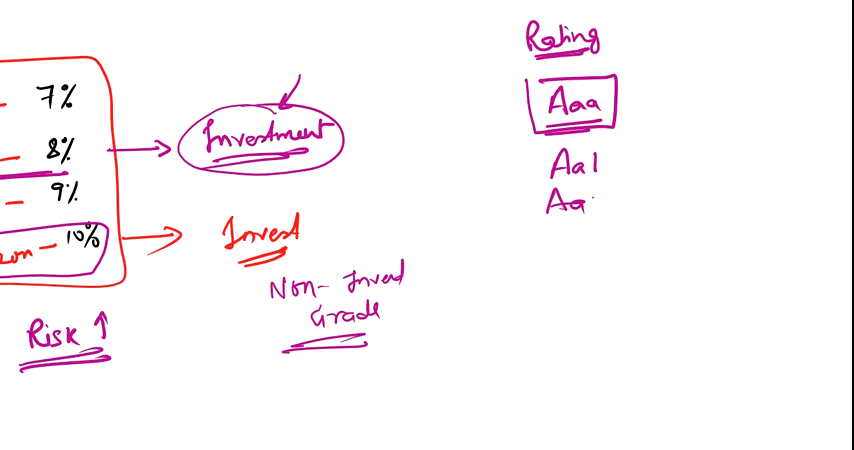 7%
8%
9%
10%
Risk ↑
Investment
Invest
Non-Invest
Grade
Rating
Aaa
Aa1
Aa